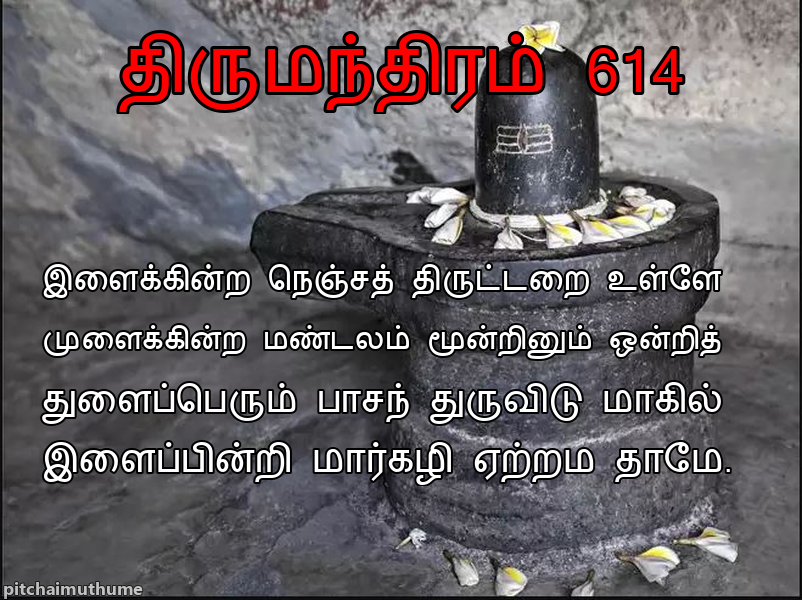 திருமந்திரம் 614
இளைக்கின்ற நெஞ்சத் திருட்டறை உள்ளே
முளைக்கின்ற மண்டலம் மூன்றினும் ஒன்றித்
துளைப்பெரும் பாசந் துருவிடு மாகில்
இளைப்பின்றி மார்கழி ஏற்றம தாமே.
pitchaimuthume